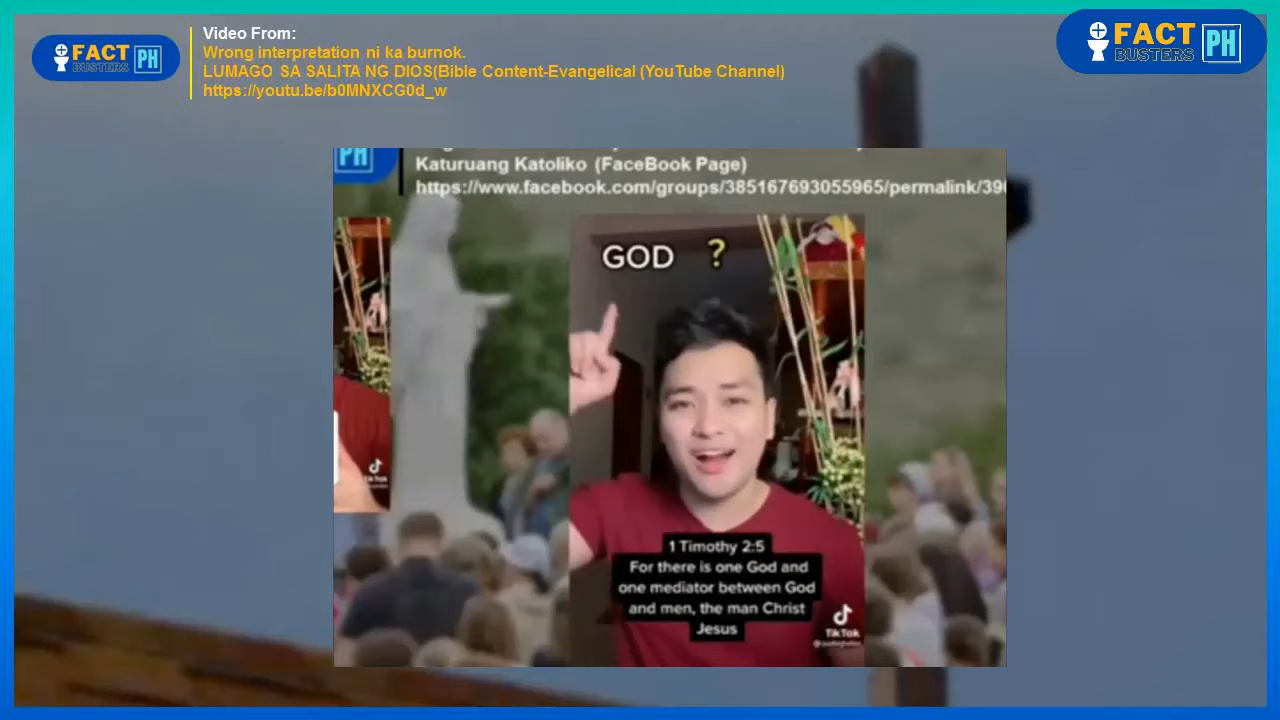 FACT
BUSTERS
PH
Video From:
Wrong interpretation ni ka burnok.
LUMAGO SA SALITA NG DIOS(Bible Content-Evangelical (YouTube Channel)
https://youtu.be/b0MNXCG0d_w
FACT
BUSTERS
PH
PH
Katuruang Katoliko (FaceBook Page)
https://www.facebook.com/groups/385167693055965/permalink/39
GOD ?
1 Timothy 2:5
For there is one God and
one mediator between God
and men, the man Christ
Jesus
TikTok
TikTok